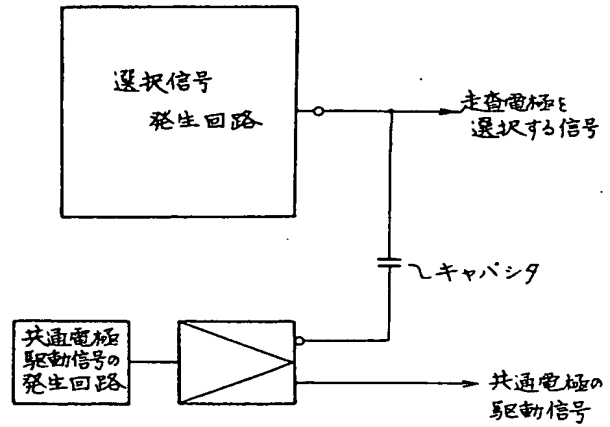 選択信号
発生回路
走査電極を
選択する信号
キャパシタ
共通電極
駆動信号の
発生回路
共通電極の
駆動信号